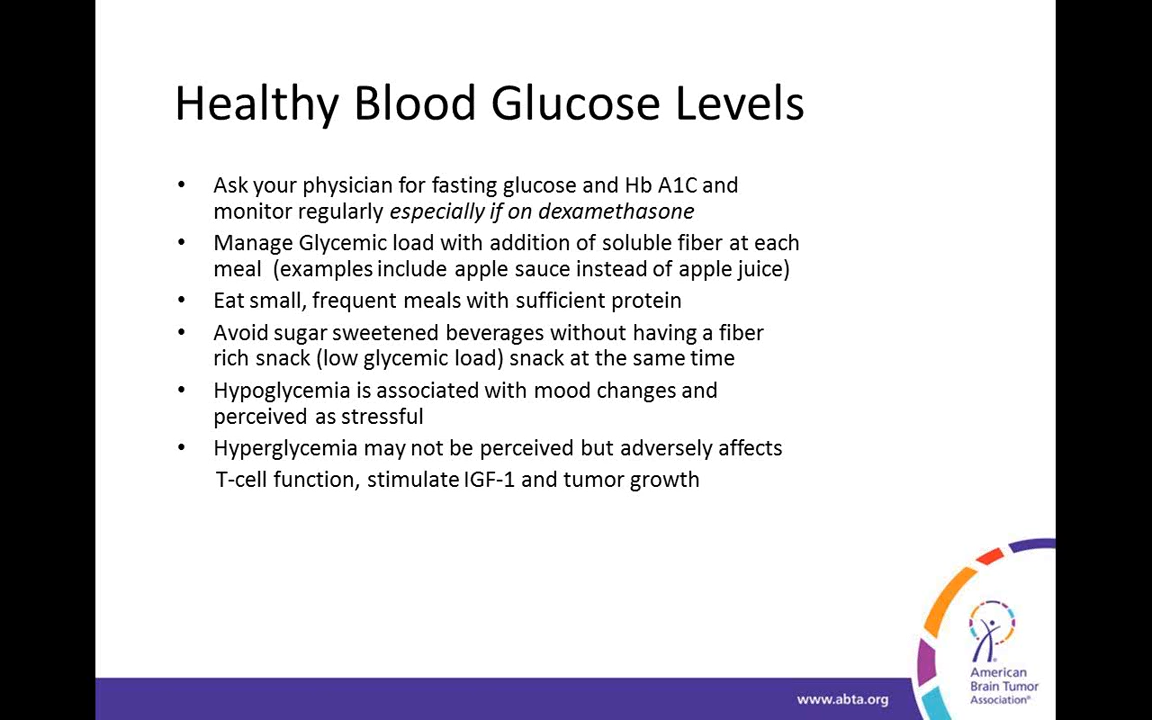 Healthy Blood Glucose Levels
• Ask your physician for fasting glucose and Hb A1C and
monitor regularly especially if on dexamethasone
• Manage Glycemic load with addition of soluble fiber at each
meal (examples include apple sauce instead of apple juice)
• Eat small, frequent meals with sufficient protein
• Avoid sugar sweetened beverages without having a fiber
rich snack (low glycemic load) snack at the same time
• Hypoglycemia is associated with mood changes and
perceived as stressful
• Hyperglycemia may not be perceived but adversely affects
T-cell function, stimulate IGF-1 and tumor growth
American
Brain Tumor
Association®
www.abta.org